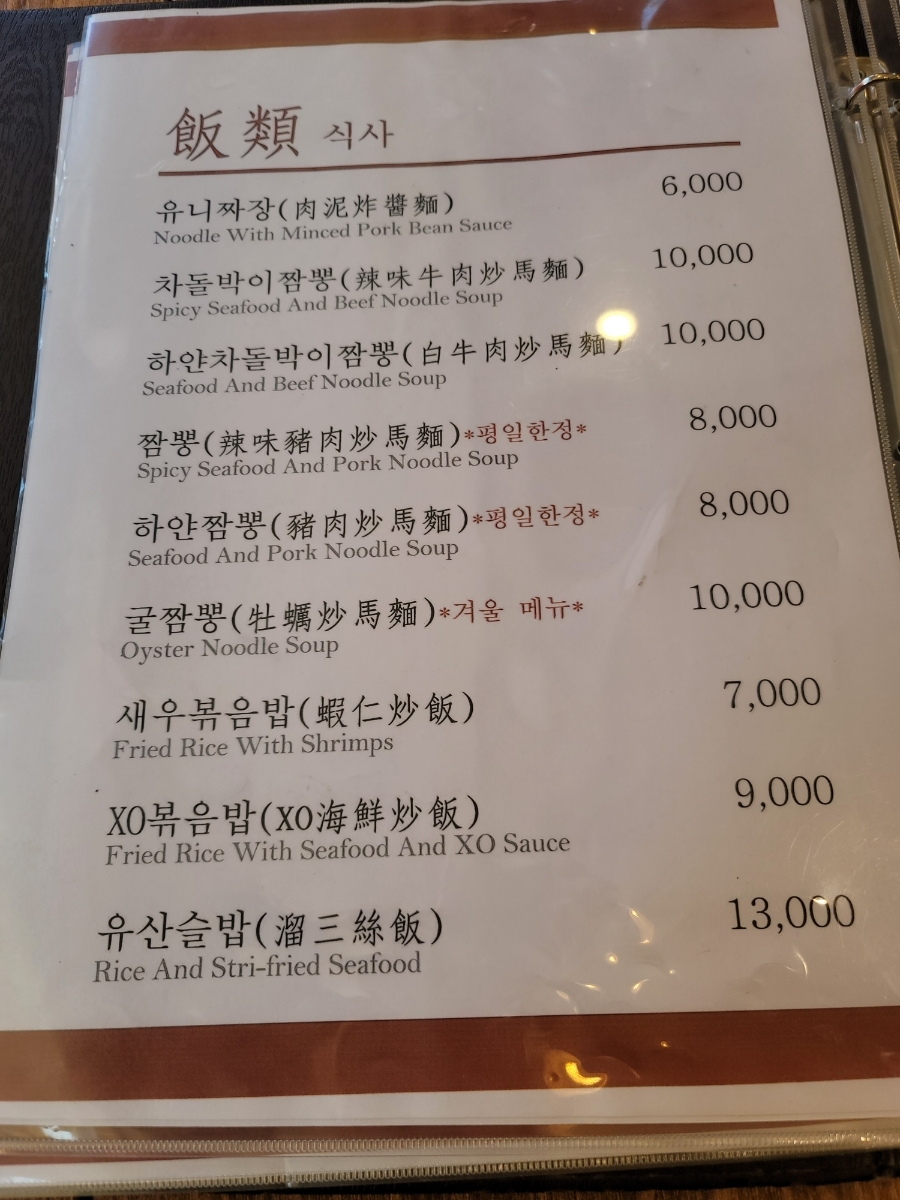 飯類 식사
유니짜장(肉泥炸醬麵) 6,000
Noodle With Minced Pork Bean Sauce
차돌박이짬뽕(辣味牛肉炒馬麵) 10,000
Spicy Seafood And Beef Noodle Soup
하얀차돌박이짬뽕(白牛肉炒馬麵) 10,000
Seafood And Beef Noodle Soup
짬뽕(辣味豬肉炒馬麵)*평일한정* 8,000
Spicy Seafood And Pork Noodle Soup
하얀짬뽕(豬肉炒馬麵)*평일한정* 8,000
Seafood And Pork Noodle Soup
굴짬뽕(牡蠣炒馬麵)*겨울 메뉴* 10,000
Oyster Noodle Soup
새우볶음밥(蝦仁炒飯) 7,000
Fried Rice With Shrimps
XO볶음밥(XO海鮮炒飯) 9,000
Fried Rice With Seafood And XO Sauce
유산슬밥(溜三絲飯) 13,000
Rice And Stri-fried Seafood